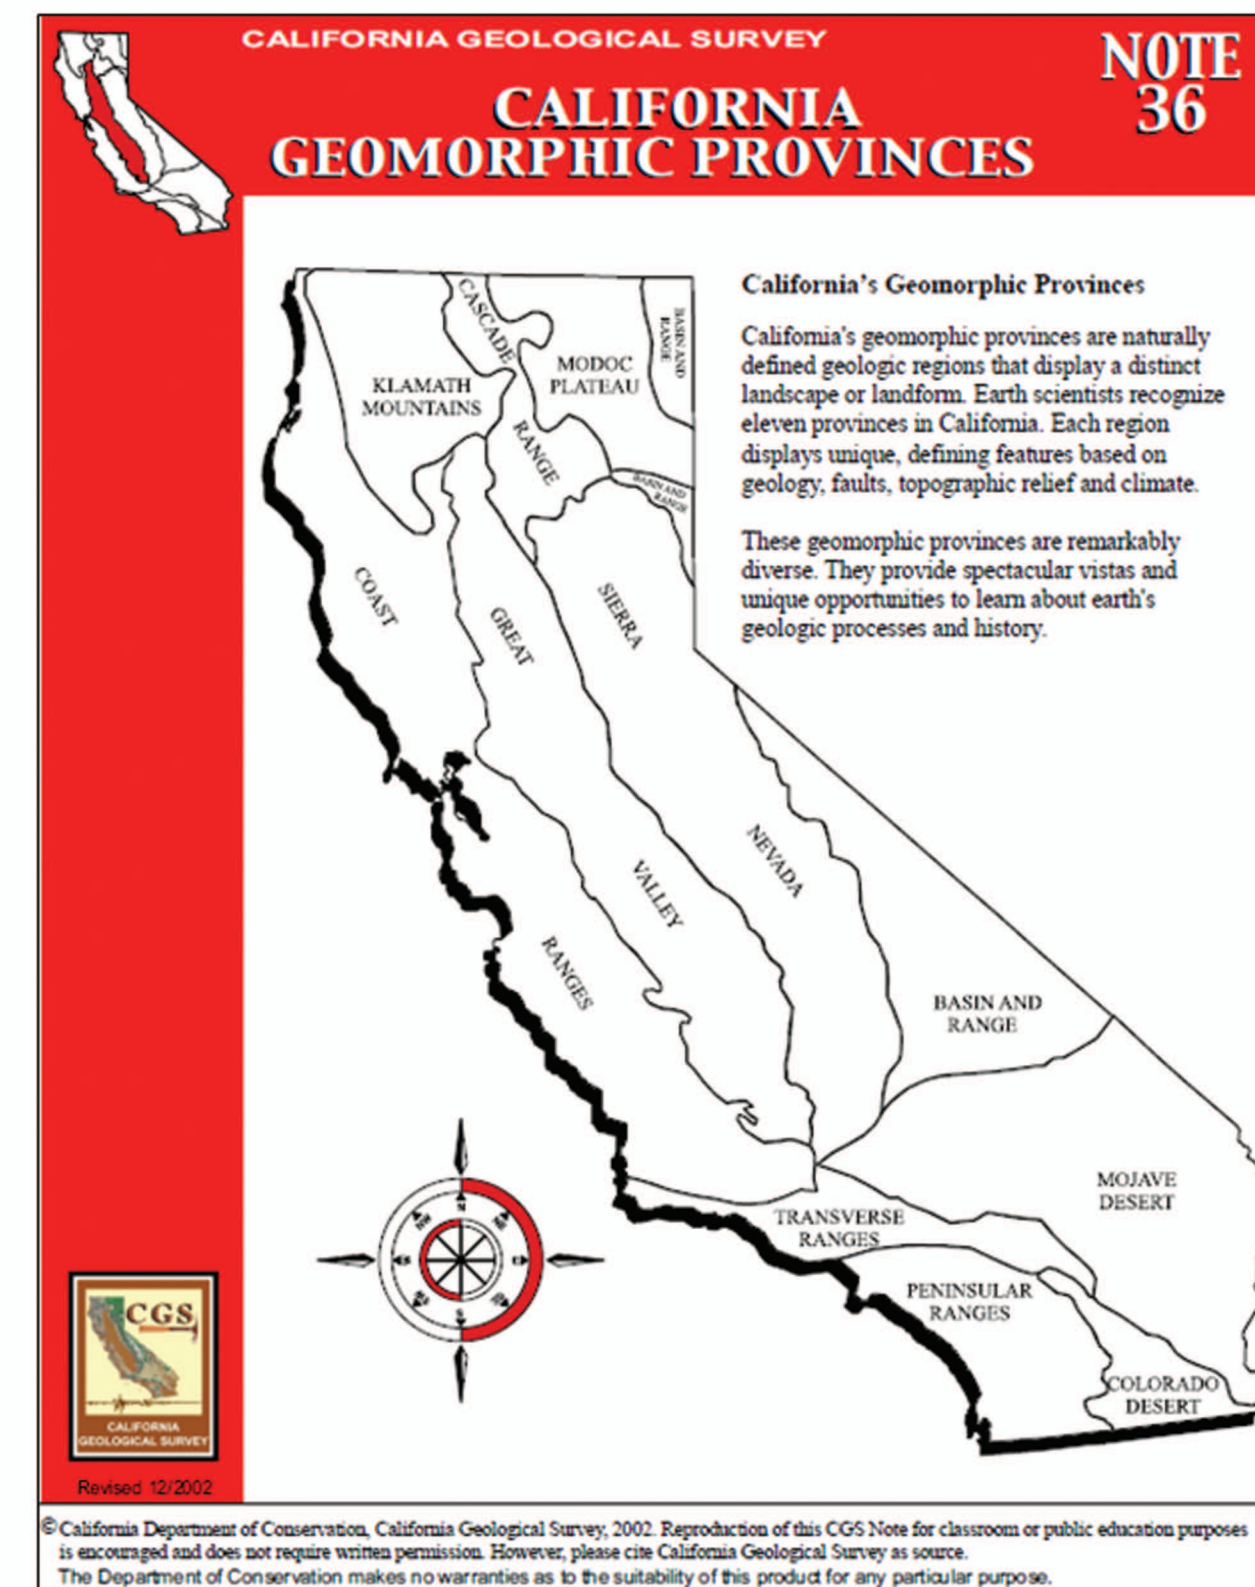 CALIFORNIA GEOLOGICAL SURVEY
NOTE
36
CALIFORNIA
GEOMORPHIC PROVINCES
California's Geomorphic Provinces
California's geomorphic provinces are naturally
defined geologic regions that display a distinct
landscape or landform. Earth scientists recognize
eleven provinces in California. Each region
displays unique, defining features based on
geology, faults, topographic relief and climate.
These geomorphic provinces are remarkably
diverse. They provide spectacular vistas and
unique opportunities to learn about earth's
geologic processes and history.
CASCADE
RANGE
BASIN AND
RANGE
MODOC
PLATEAU
KLAMATH
MOUNTAINS
BASIN AND
RANGE
COAST
RANGES
GREAT
VALLEY
SIERRA
NEVADA
BASIN AND
RANGE
MOJAVE
DESERT
TRANSVERSE
RANGES
PENINSULAR
RANGES
COLORADO
DESERT
N
NE
S
NW
CGS
CALIFORNIA
GEOLOGICAL SURVEY
Revised 12/2002
© California Department of Conservation, California Geological Survey, 2002. Reproduction of this CGS Note for classroom or public education purposes
is encouraged and does not require written permission. However, please cite California Geological Survey as source.
The Department of Conservation makes no warranties as to the suitability of this product for any particular purpose.